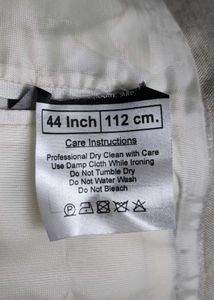 44 Inch 112 cm.
Care Instructions
Professional Dry Clean with Care
Use Damp Cloth While Ironing
Do Not Tumble Dry
Do Not Water Wash
Do Not Bleach